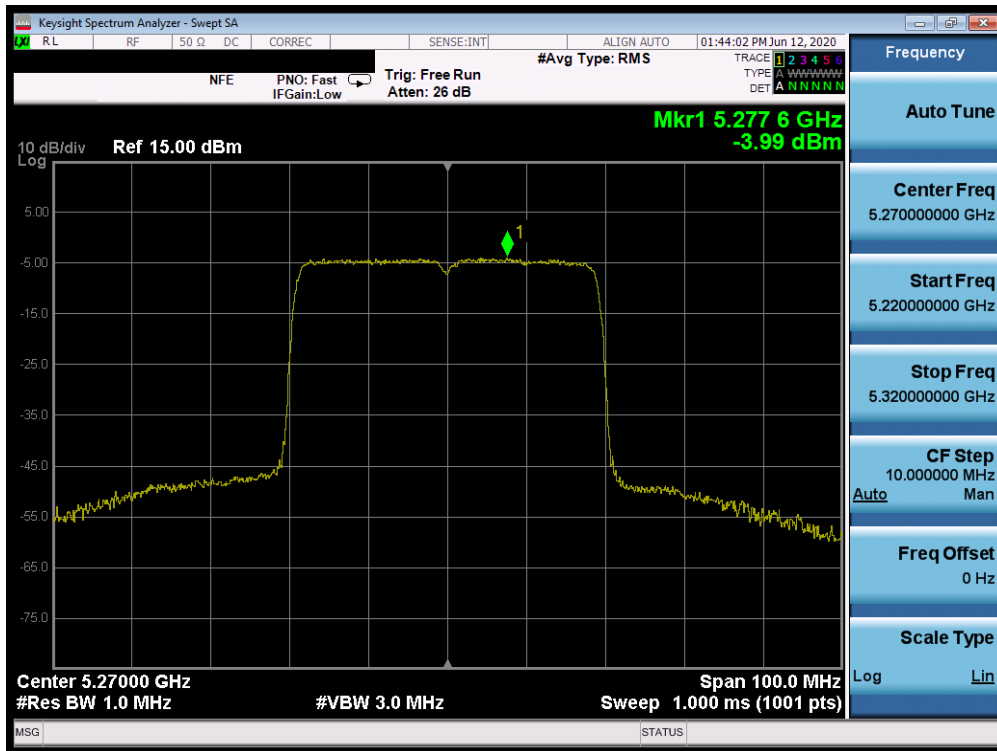 Keysight Spectrum Analyzer - Swept SA
LXI RL RF 50 Ω DC CORREC SENSE:INT ALIGN AUTO 01:44:02 PM Jun 12, 2020
NFE PNO: Fast Trig: Free Run #Avg Type: RMS TRACE 1 2 3 4 5 6
IFGain:Low Atten: 26 dB TYPE A WWWWW
DET A N N N N N
Mkr1 5.277 6 GHz
-3.99 dBm
10 dB/div Ref 15.00 dBm
Log
1
5.00
-5.00
-15.0
-25.0
-35.0
-45.0
-55.0
-65.0
-75.0
Center 5.27000 GHz Span 100.0 MHz
#Res BW 1.0 MHz #VBW 3.0 MHz Sweep 1.000 ms (1001 pts)
MSG STATUS
Frequency
Auto Tune
Center Freq
5.270000000 GHz
Start Freq
5.220000000 GHz
Stop Freq
5.320000000 GHz
CF Step
10.000000 MHz
Auto Man
Freq Offset
0 Hz
Scale Type
Log Lin